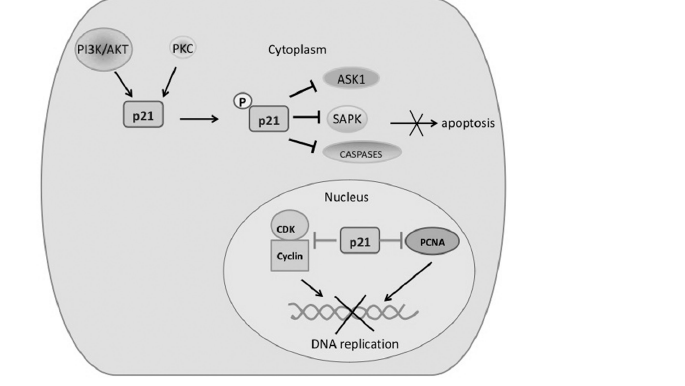 PI3K/AKT
PKC
Cytoplasm
p21
P
p21
ASK1
SAPK
CASPASES
apoptosis
Nucleus
CDK
Cyclin
p21
PCNA
DNA replication